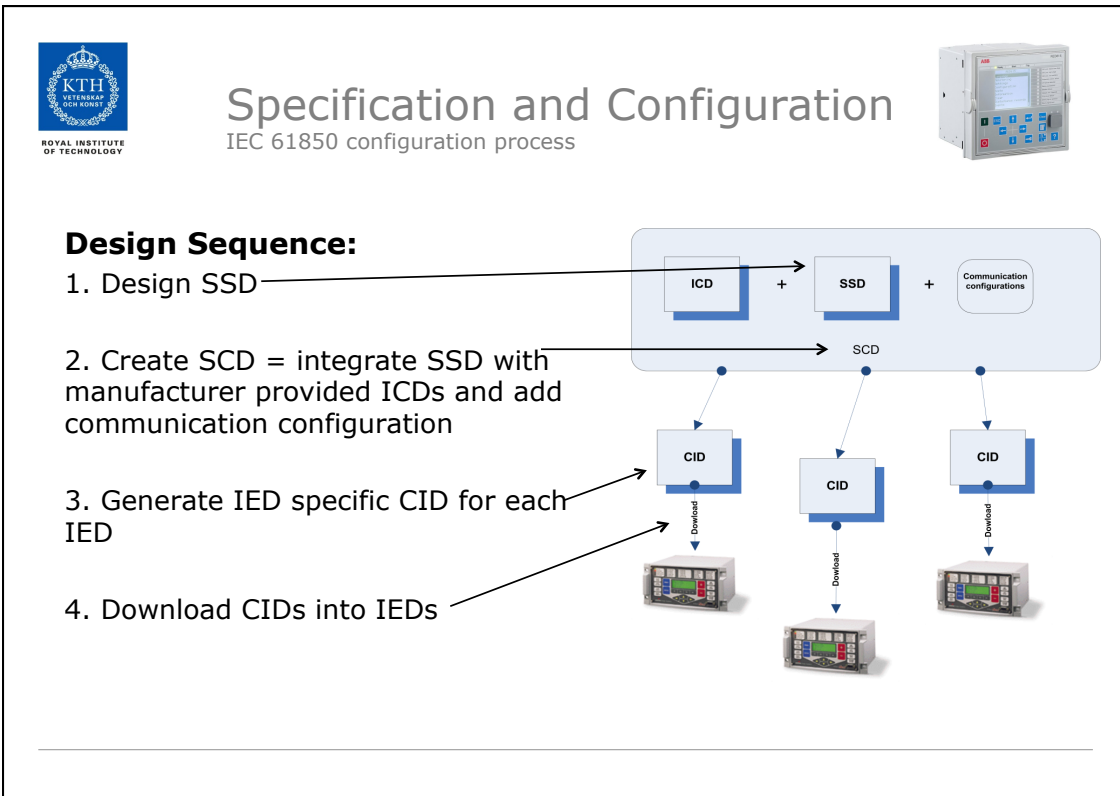 KTH
VETENSKAP
OCH KONST
ROYAL INSTITUTE
OF TECHNOLOGY
Specification and Configuration
IEC 61850 configuration process
ABB
Design Sequence:
1. Design SSD
2. Create SCD = integrate SSD with
manufacturer provided ICDs and add
communication configuration
3. Generate IED specific CID for each
IED
4. Download CIDs into IEDs
ICD
+
SSD
+
Communication
configurations
SCD
CID
CID
CID
Dowload
Dowload
Dowload